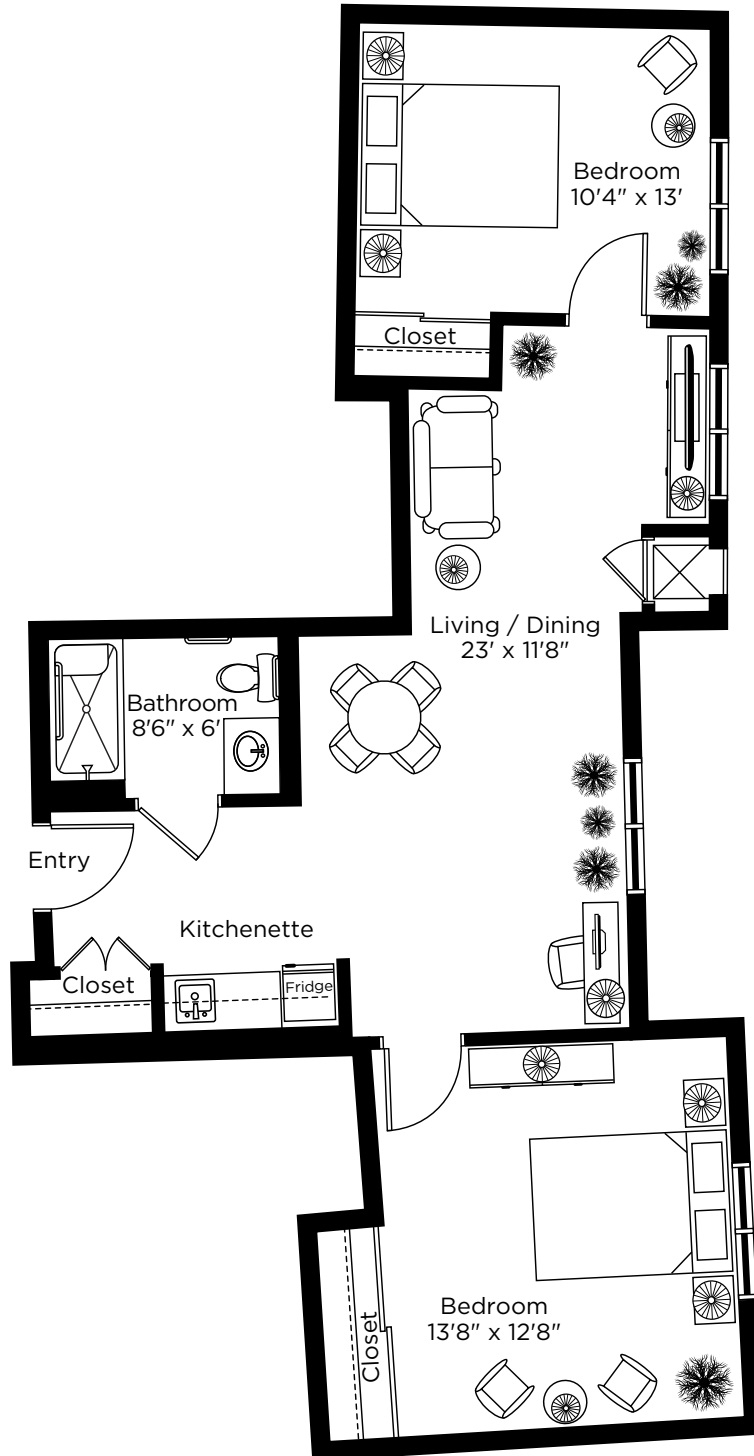 Bedroom
10'4" x 13'
Closet
Living / Dining
23' x 11'8"
Bathroom
8'6" x 6'
Entry
Kitchenette
Closet
Fridge
Bedroom
13'8" x 12'8"
Closet